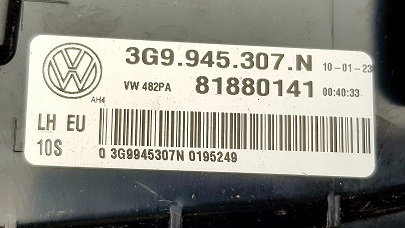 3G9.945.307.N 10-01-23
VW 482PA 81880141 00:40:33
AH4
LH EU
10S
0 3G9945307N 0195249